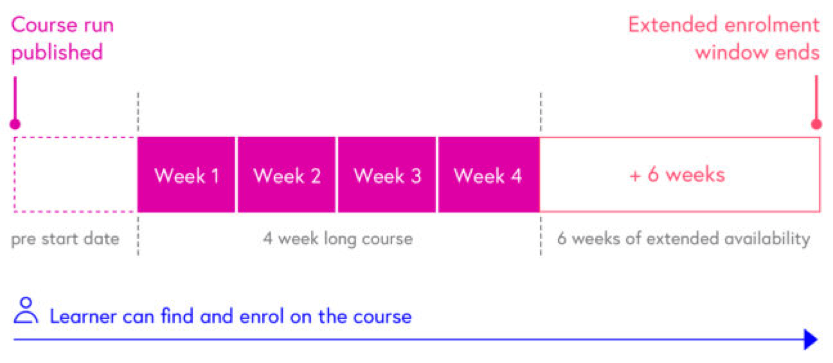 Course run
published
Extended enrolment
window ends
Week 1
Week 2
Week 3
Week 4
+ 6 weeks
pre start date
4 week long course
6 weeks of extended availability
Learner can find and enrol on the course